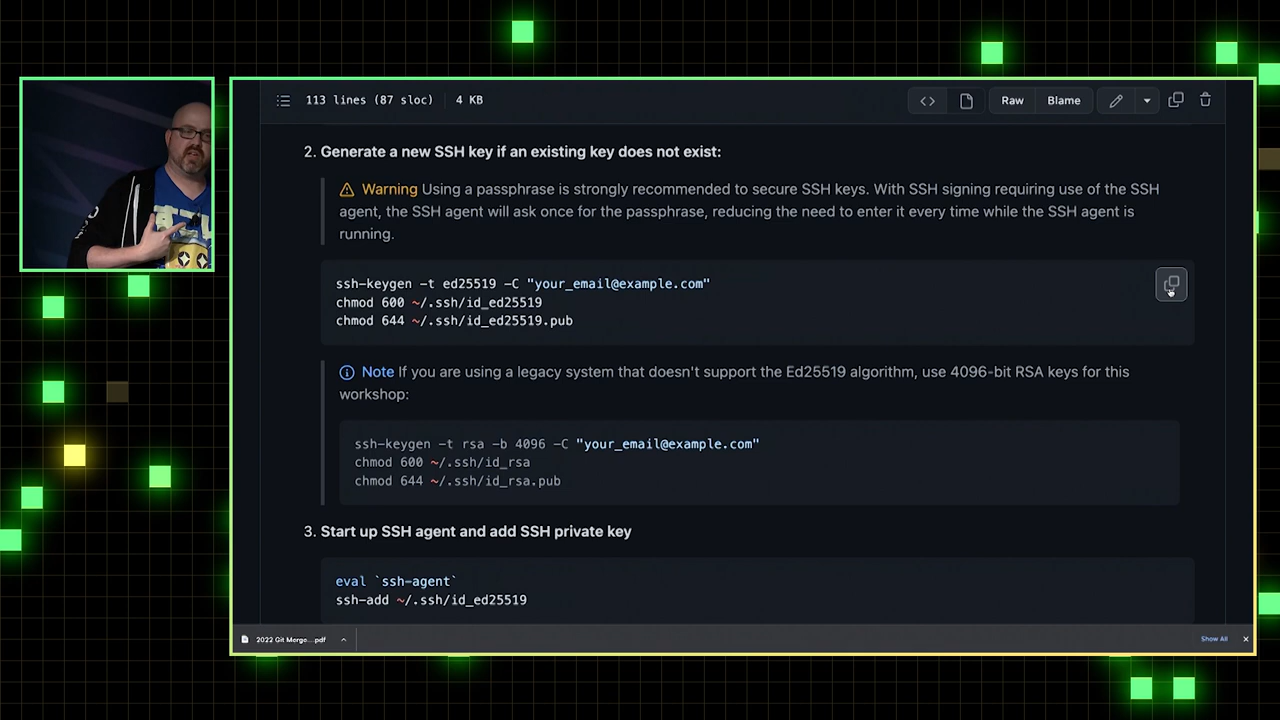 113 lines (87 sloc)
4 KB
Raw
Blame
2. Generate a new SSH key if an existing key does not exist:
Warning Using a passphrase is strongly recommended to secure SSH keys. With SSH signing requiring use of the SSH
agent, the SSH agent will ask once for the passphrase, reducing the need to enter it every time while the SSH agent is
running.
ssh-keygen -t ed25519 -C "your_email@example.com"
chmod 600 ~/.ssh/id_ed25519
chmod 644 ~/.ssh/id_ed25519.pub
Note If you are using a legacy system that doesn't support the Ed25519 algorithm, use 4096-bit RSA keys for this
workshop:
ssh-keygen -t rsa -b 4096 -C "your_email@example.com"
chmod 600 ~/.ssh/id_rsa
chmod 644 ~/.ssh/id_rsa.pub
3. Start up SSH agent and add SSH private key
eval `ssh-agent`
ssh-add ~/.ssh/id_ed25519
2022 Git Merge....pdf
Show All